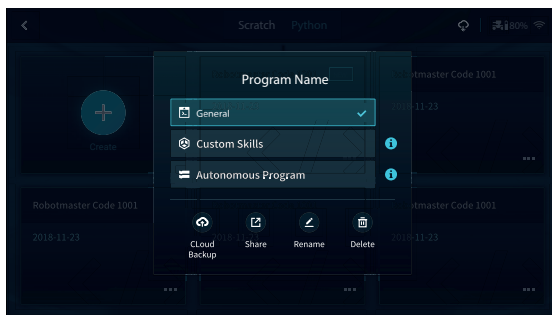 Scratch Python
80%
Program Name
Robotmaster Code 1001
General
2018-11-23
Custom Skills
Create
Autonomous Program
Robotmaster Code 1001
Robotmaster Code 1001
2018-11-23
2018-11-23
CLoud Backup
Share
Rename
Delete